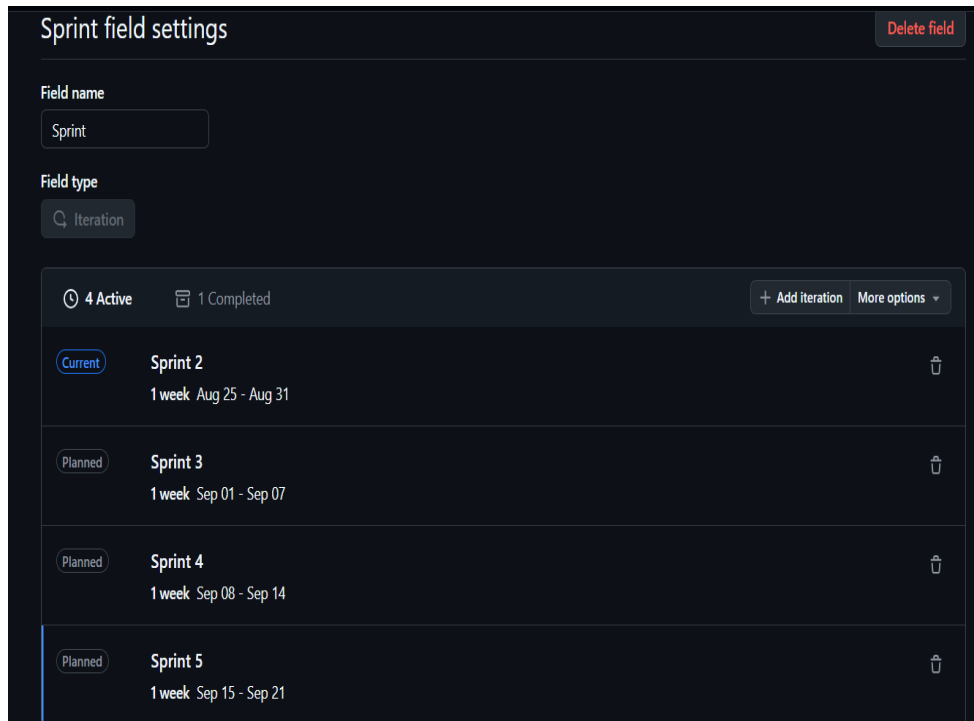 Sprint field settings
Delete field
Field name
Sprint
Field type
Iteration
4 Active 1 Completed
Add iteration More options
Current Sprint 2
1 week Aug 25 - Aug 31
Planned Sprint 3
1 week Sep 01 - Sep 07
Planned Sprint 4
1 week Sep 08 - Sep 14
Planned Sprint 5
1 week Sep 15 - Sep 21